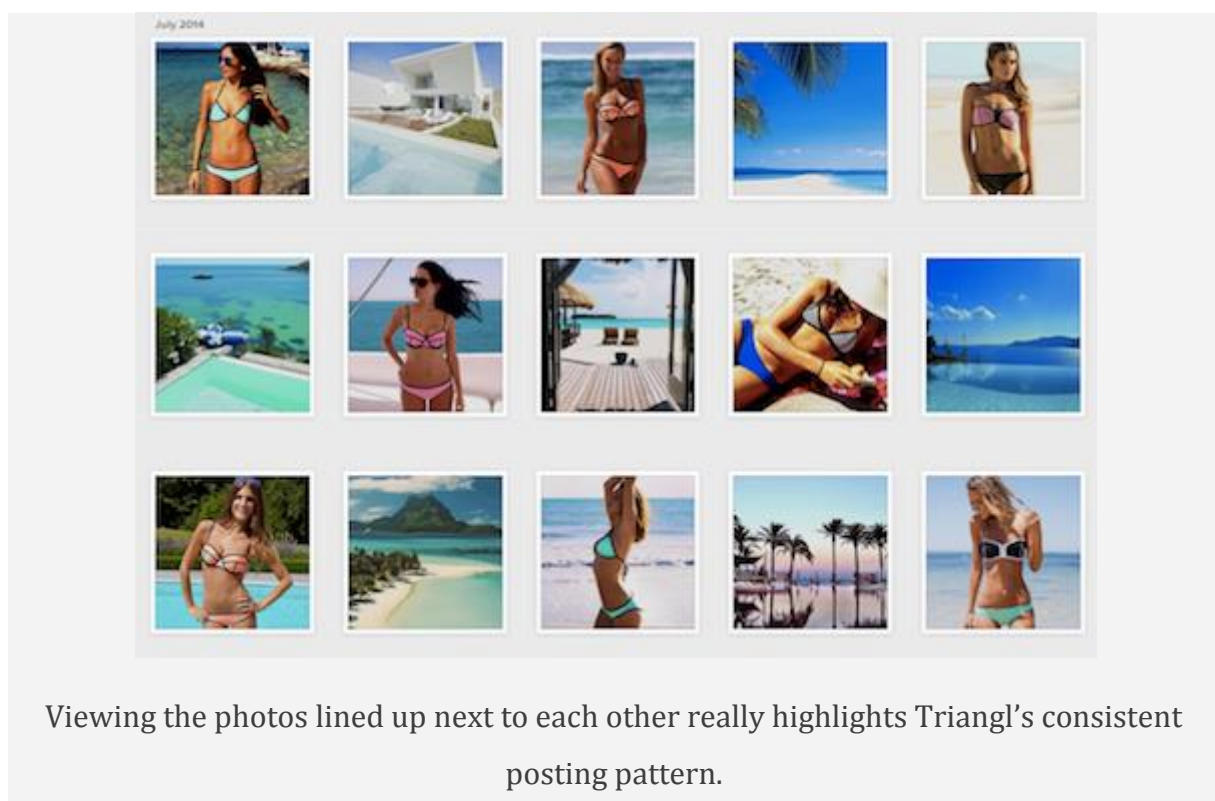 July 2014
Viewing the photos lined up next to each other really highlights Triangl’s consistent
posting pattern.